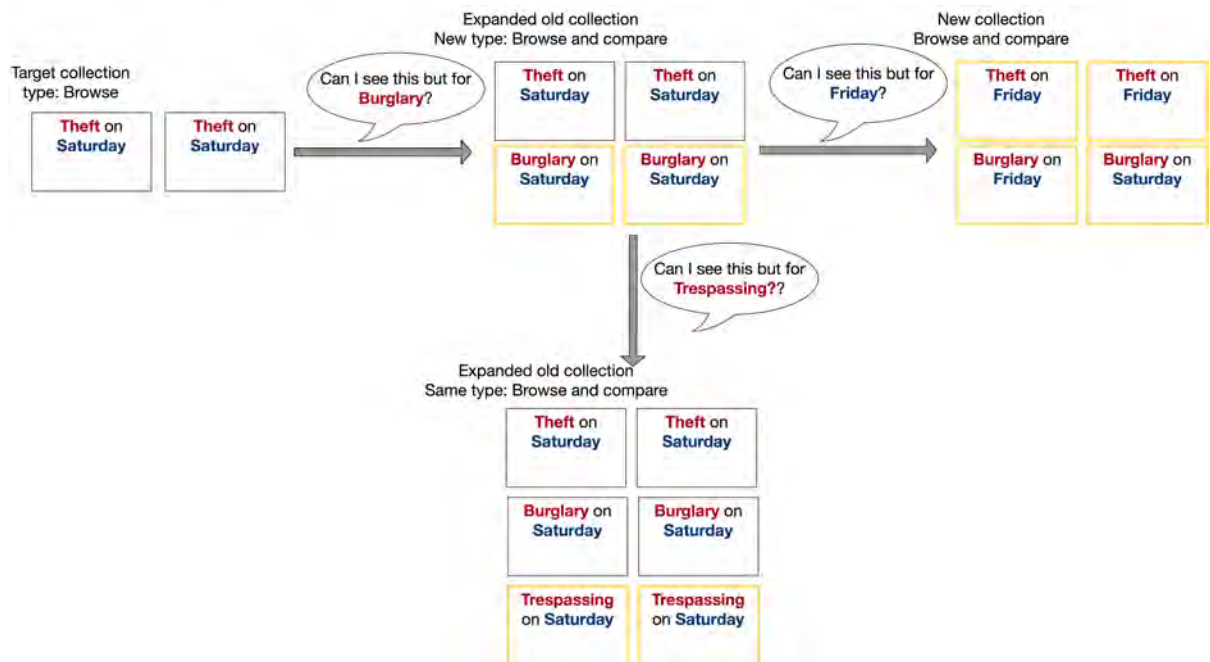 Target collection
type: Browse
Theft on
Saturday
Theft on
Saturday
Can I see this but for
Burglary?
Expanded old collection
New type: Browse and compare
Theft on
Saturday
Theft on
Saturday
Burglary on
Saturday
Burglary on
Saturday
Can I see this but for
Friday?
New collection
Browse and compare
Theft on
Friday
Theft on
Friday
Burglary on
Friday
Burglary on
Saturday
Can I see this but for
Trespassing??
Expanded old collection
Same type: Browse and compare
Theft on
Saturday
Theft on
Saturday
Burglary on
Saturday
Burglary on
Saturday
Trespassing
on Saturday
Trespassing
on Saturday